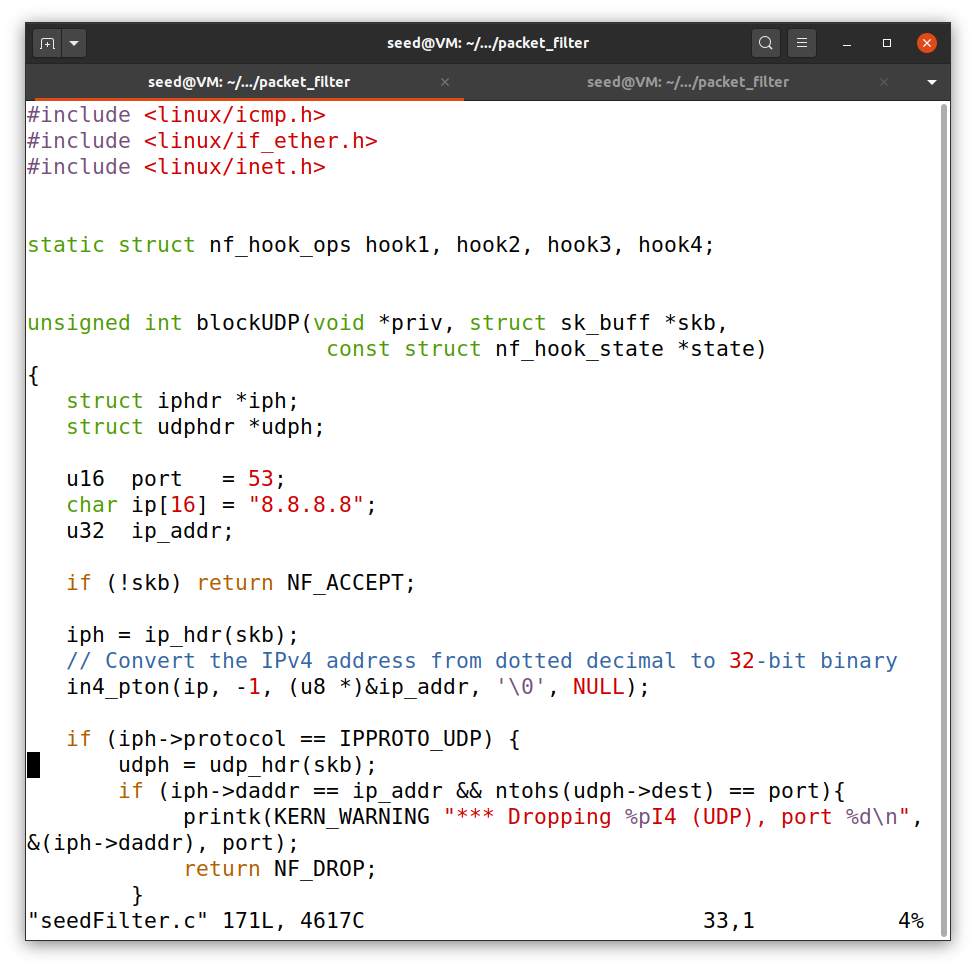 seed@VM: ~/.../packet_filter
seed@VM: ~/.../packet_filter
seed@VM: ~/.../packet_filter
#include <linux/icmp.h>
#include <linux/if_ether.h>
#include <linux/inet.h>
static struct nf_hook_ops hook1, hook2, hook3, hook4;
unsigned int blockUDP(void *priv, struct sk_buff *skb,
                       const struct nf_hook_state *state)
{
   struct iphdr *iph;
   struct udphdr *udph;
   u16  port   = 53;
   char ip[16] = "8.8.8.8";
   u32  ip_addr;
   if (!skb) return NF_ACCEPT;
   iph = ip_hdr(skb);
   // Convert the IPv4 address from dotted decimal to 32-bit binary
   in4_pton(ip, -1, (u8 *)&ip_addr, '\0', NULL);
   if (iph->protocol == IPPROTO_UDP) {
       udph = udp_hdr(skb);
       if (iph->daddr == ip_addr && ntohs(udph->dest) == port){
            printk(KERN_WARNING "*** Dropping %pI4 (UDP), port %d\n",
&(iph->daddr), port);
            return NF_DROP;
        }
"seedFilter.c" 171L, 4617C                          33,1           4%